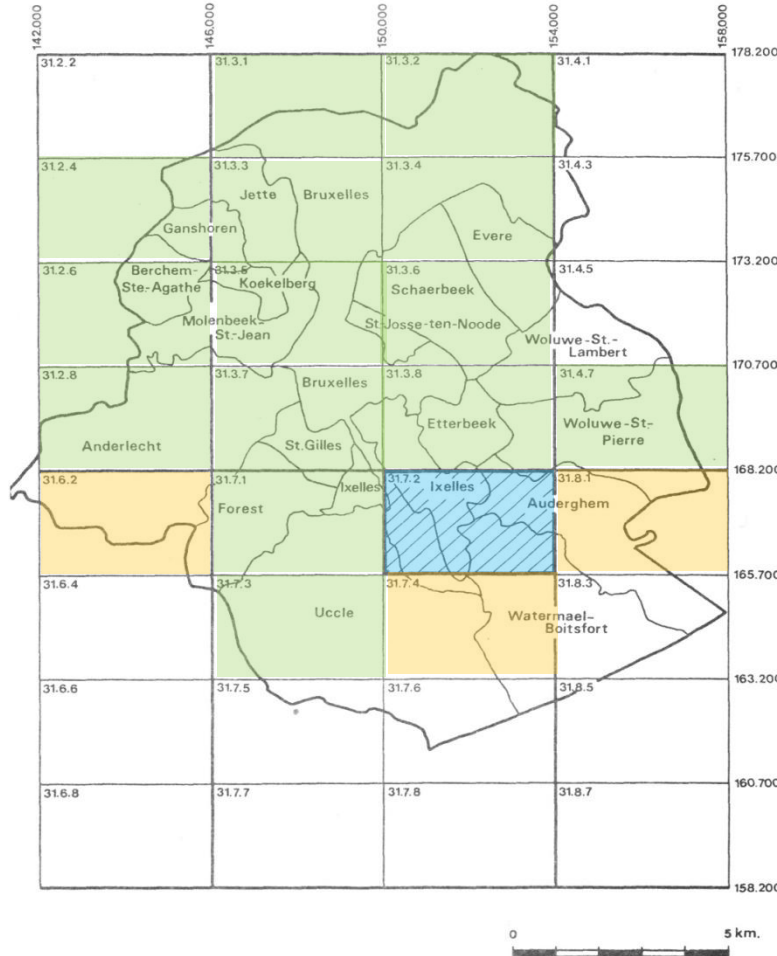 142.000 146.000 150.000 154.000 158.000
178.200
31.2.2 31.3.1 31.3.2 31.4.1
175.700
31.2.4 31.3.3 31.3.4 31.4.3
Jette Bruxelles
Ganshoren Evere
173.200
31.2.6 31.3.5 31.3.6 31.4.5
Berchem-
Ste-Agathe
Koekelberg
Schaerbeek
Molenbeek-
St.-Jean
St.Josse-ten-Noode
Woluwe-St.-
Lambert
170.700
31.2.8 31.3.7 31.3.8 31.4.7
Bruxelles
Anderlecht St.Gilles Etterbeek
Woluwe-St-
Pierre
168.200
31.6.2 31.7.1 Ixelles 31.7.2 Ixelles 31.8.1
Forest Auderghem
165.700
31.6.4 31.7.3 31.7.4 31.8.3
Uccle
Watermael-
Boitsfort
163.200
31.6.6 31.7.5 31.7.6 31.8.5
160.700
31.6.8 31.7.7 31.7.8 31.8.7
158.200
0 5 km.